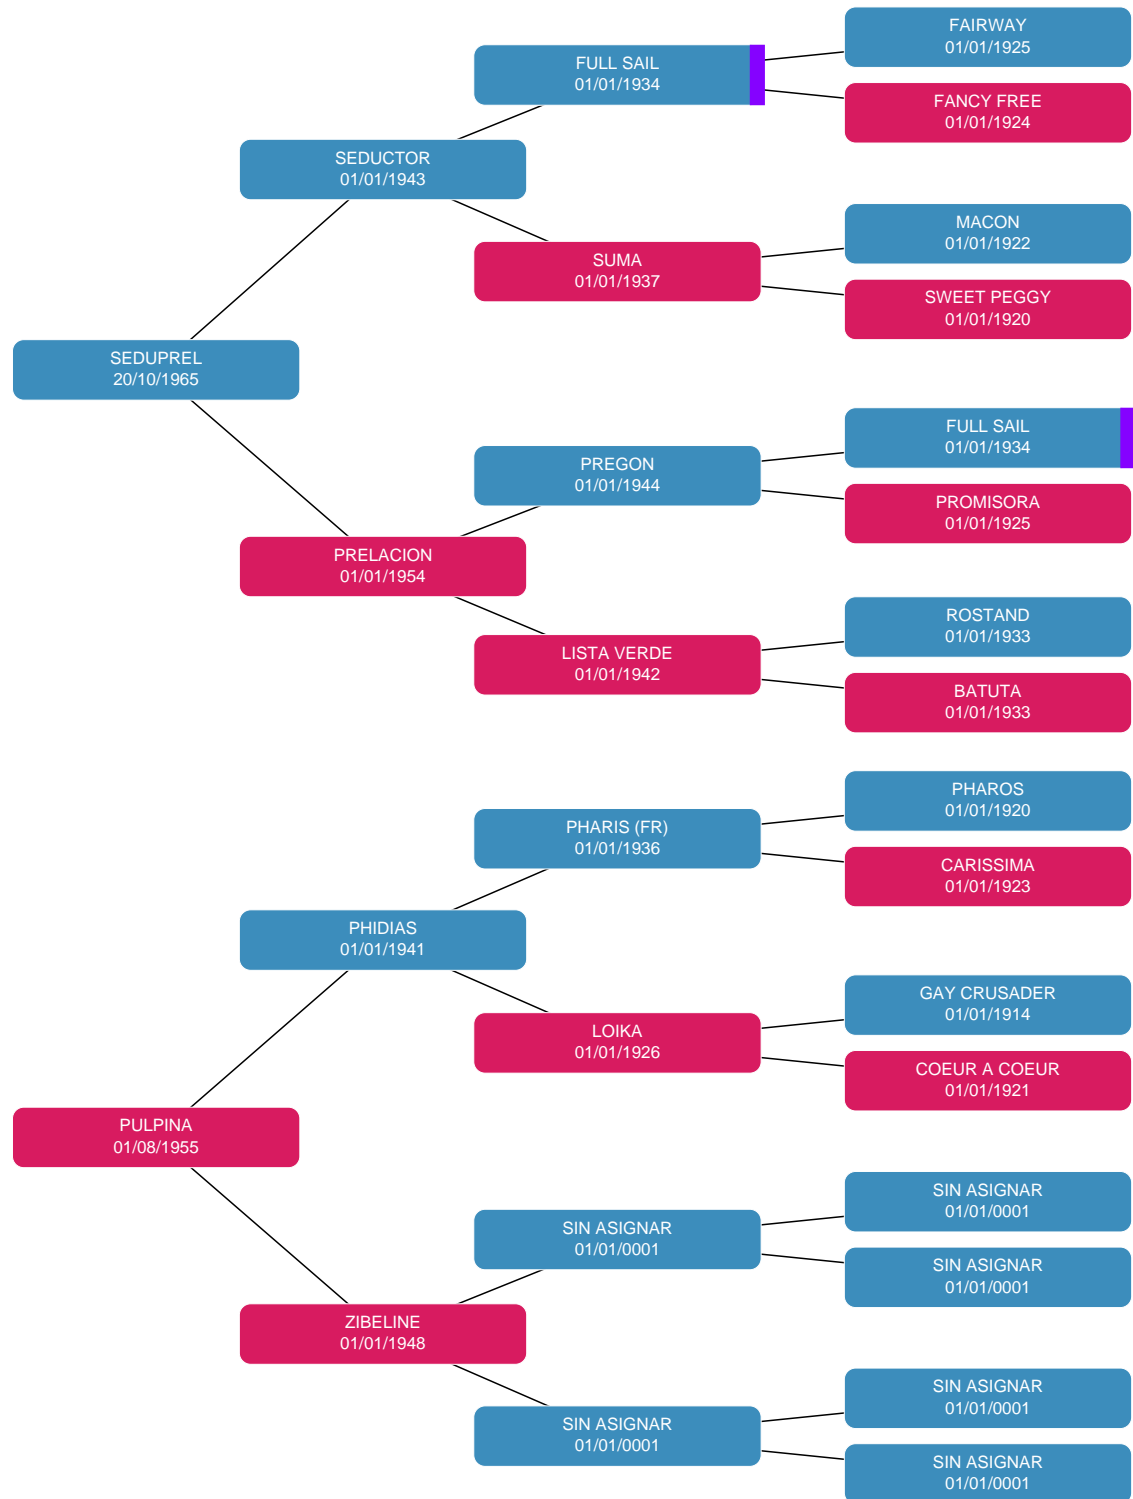 FAIRWAY
01/01/1925
FULL SAIL
01/01/1934
FANCY FREE
01/01/1924
SEDUCTOR
01/01/1943
MACON
01/01/1922
SUMA
01/01/1937
SWEET PEGGY
01/01/1920
SEDUPREL
20/10/1965
FULL SAIL
01/01/1934
PREGON
01/01/1944
PROMISORA
01/01/1925
PRELACION
01/01/1954
ROSTAND
01/01/1933
LISTA VERDE
01/01/1942
BATUTA
01/01/1933
PHAROS
01/01/1920
PHARIS (FR)
01/01/1936
CARISSIMA
01/01/1923
PHIDIAS
01/01/1941
GAY CRUSADER
01/01/1914
LOIKA
01/01/1926
COEUR A COEUR
01/01/1921
PULPINA
01/08/1955
SIN ASIGNAR
01/01/0001
SIN ASIGNAR
01/01/0001
SIN ASIGNAR
01/01/0001
ZIBELINE
01/01/1948
SIN ASIGNAR
01/01/0001
SIN ASIGNAR
01/01/0001
SIN ASIGNAR
01/01/0001